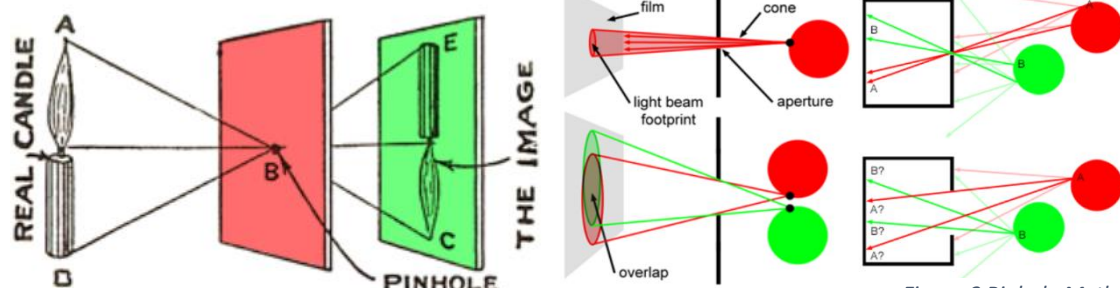 A
REAL CANDLE
D
B
PINHOLE
E
C
THE IMAGE
film
cone
light beam
footprint
aperture
overlap
B
A
A
B
B?
A?
B?
A?
A
B